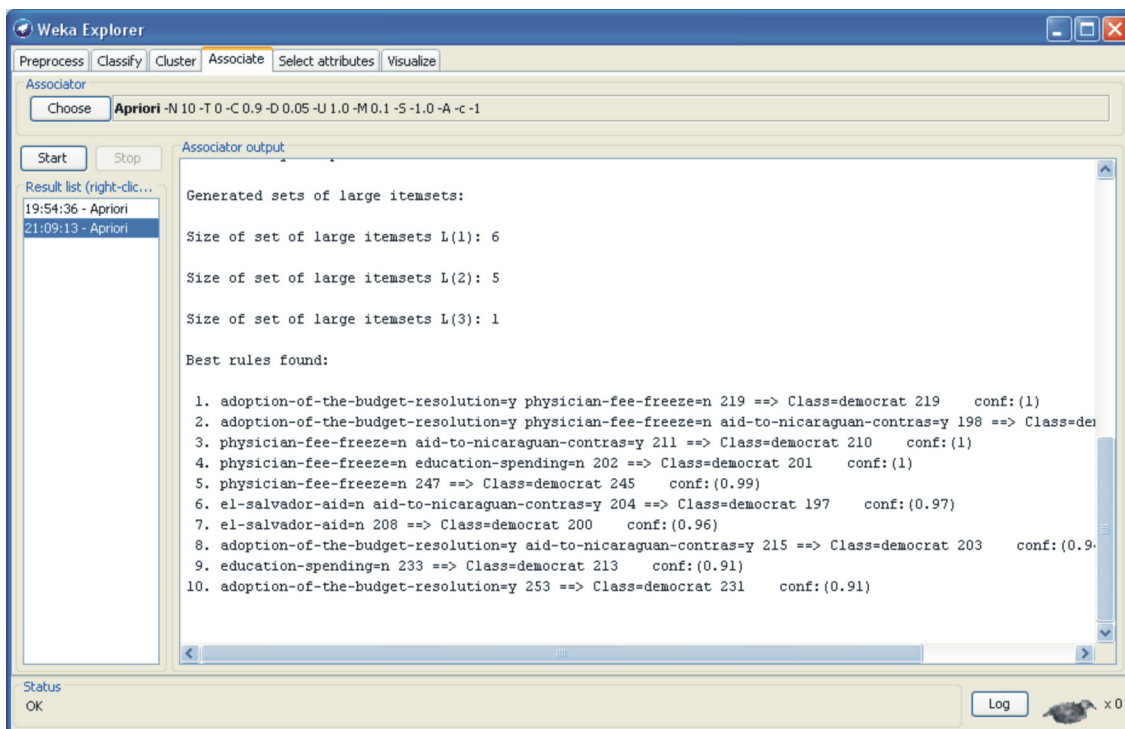 Weka Explorer
Preprocess Classify Cluster Associate Select attributes Visualize
Associator
Choose Apriori -N 10 -T 0 -C 0.9 -D 0.05 -U 1.0 -M 0.1 -S -1.0 -A -c -1
Start Stop
Result list (right-clic...
19:54:36 - Apriori
21:09:13 - Apriori
Associator output
Generated sets of large itemsets:
Size of set of large itemsets L(1): 6
Size of set of large itemsets L(2): 5
Size of set of large itemsets L(3): 1
Best rules found:
1. adoption-of-the-budget-resolution=y physician-fee-freeze=n 219 ==> Class=democrat 219 conf:(1)
2. adoption-of-the-budget-resolution=y physician-fee-freeze=n aid-to-nicaraguan-contras=y 198 ==> Class=de
3. physician-fee-freeze=n aid-to-nicaraguan-contras=y 211 ==> Class=democrat 210 conf:(1)
4. physician-fee-freeze=n education-spending=n 202 ==> Class=democrat 201 conf:(1)
5. physician-fee-freeze=n 247 ==> Class=democrat 245 conf:(0.99)
6. el-salvador-aid=n aid-to-nicaraguan-contras=y 204 ==> Class=democrat 197 conf:(0.97)
7. el-salvador-aid=n 208 ==> Class=democrat 200 conf:(0.96)
8. adoption-of-the-budget-resolution=y aid-to-nicaraguan-contras=y 215 ==> Class=democrat 203 conf:(0.9
9. education-spending=n 233 ==> Class=democrat 213 conf:(0.91)
10. adoption-of-the-budget-resolution=y 253 ==> Class=democrat 231 conf:(0.91)
Status
OK
Log
x 0